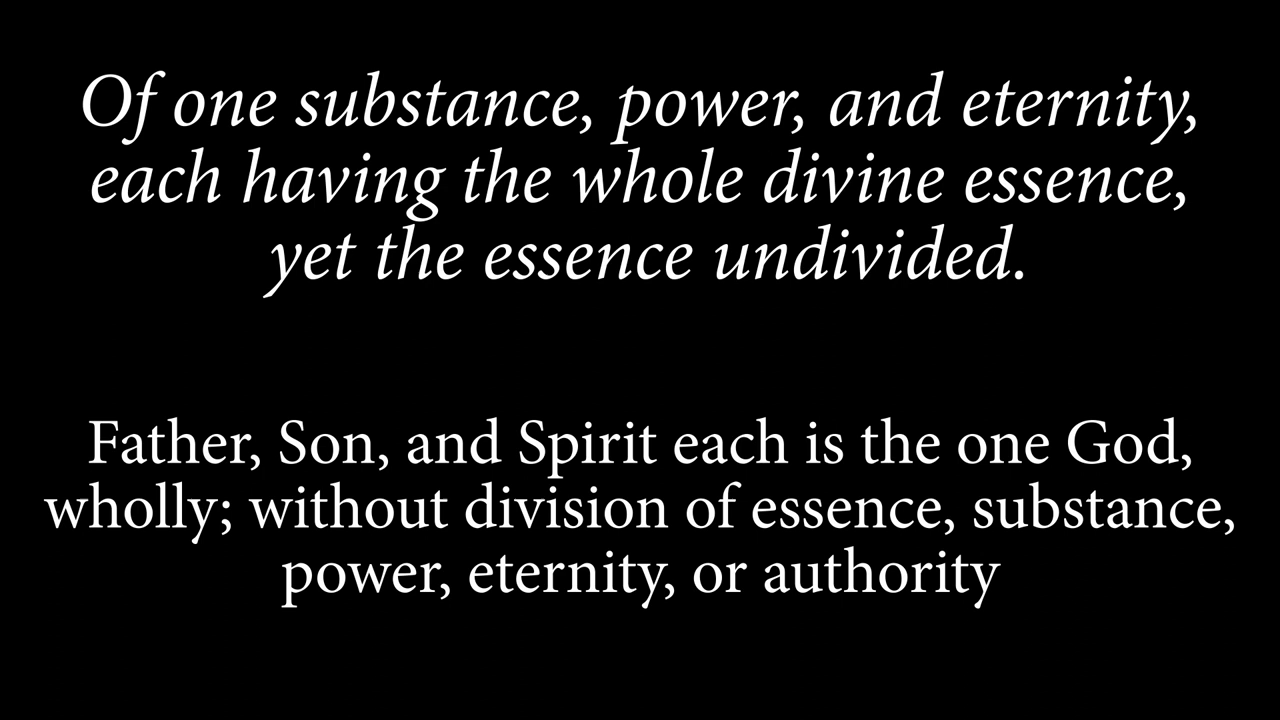 Of one substance, power, and eternity,
each having the whole divine essence,
yet the essence undivided.
Father, Son, and Spirit each is the one God,
wholly; without division of essence, substance,
power, eternity, or authority